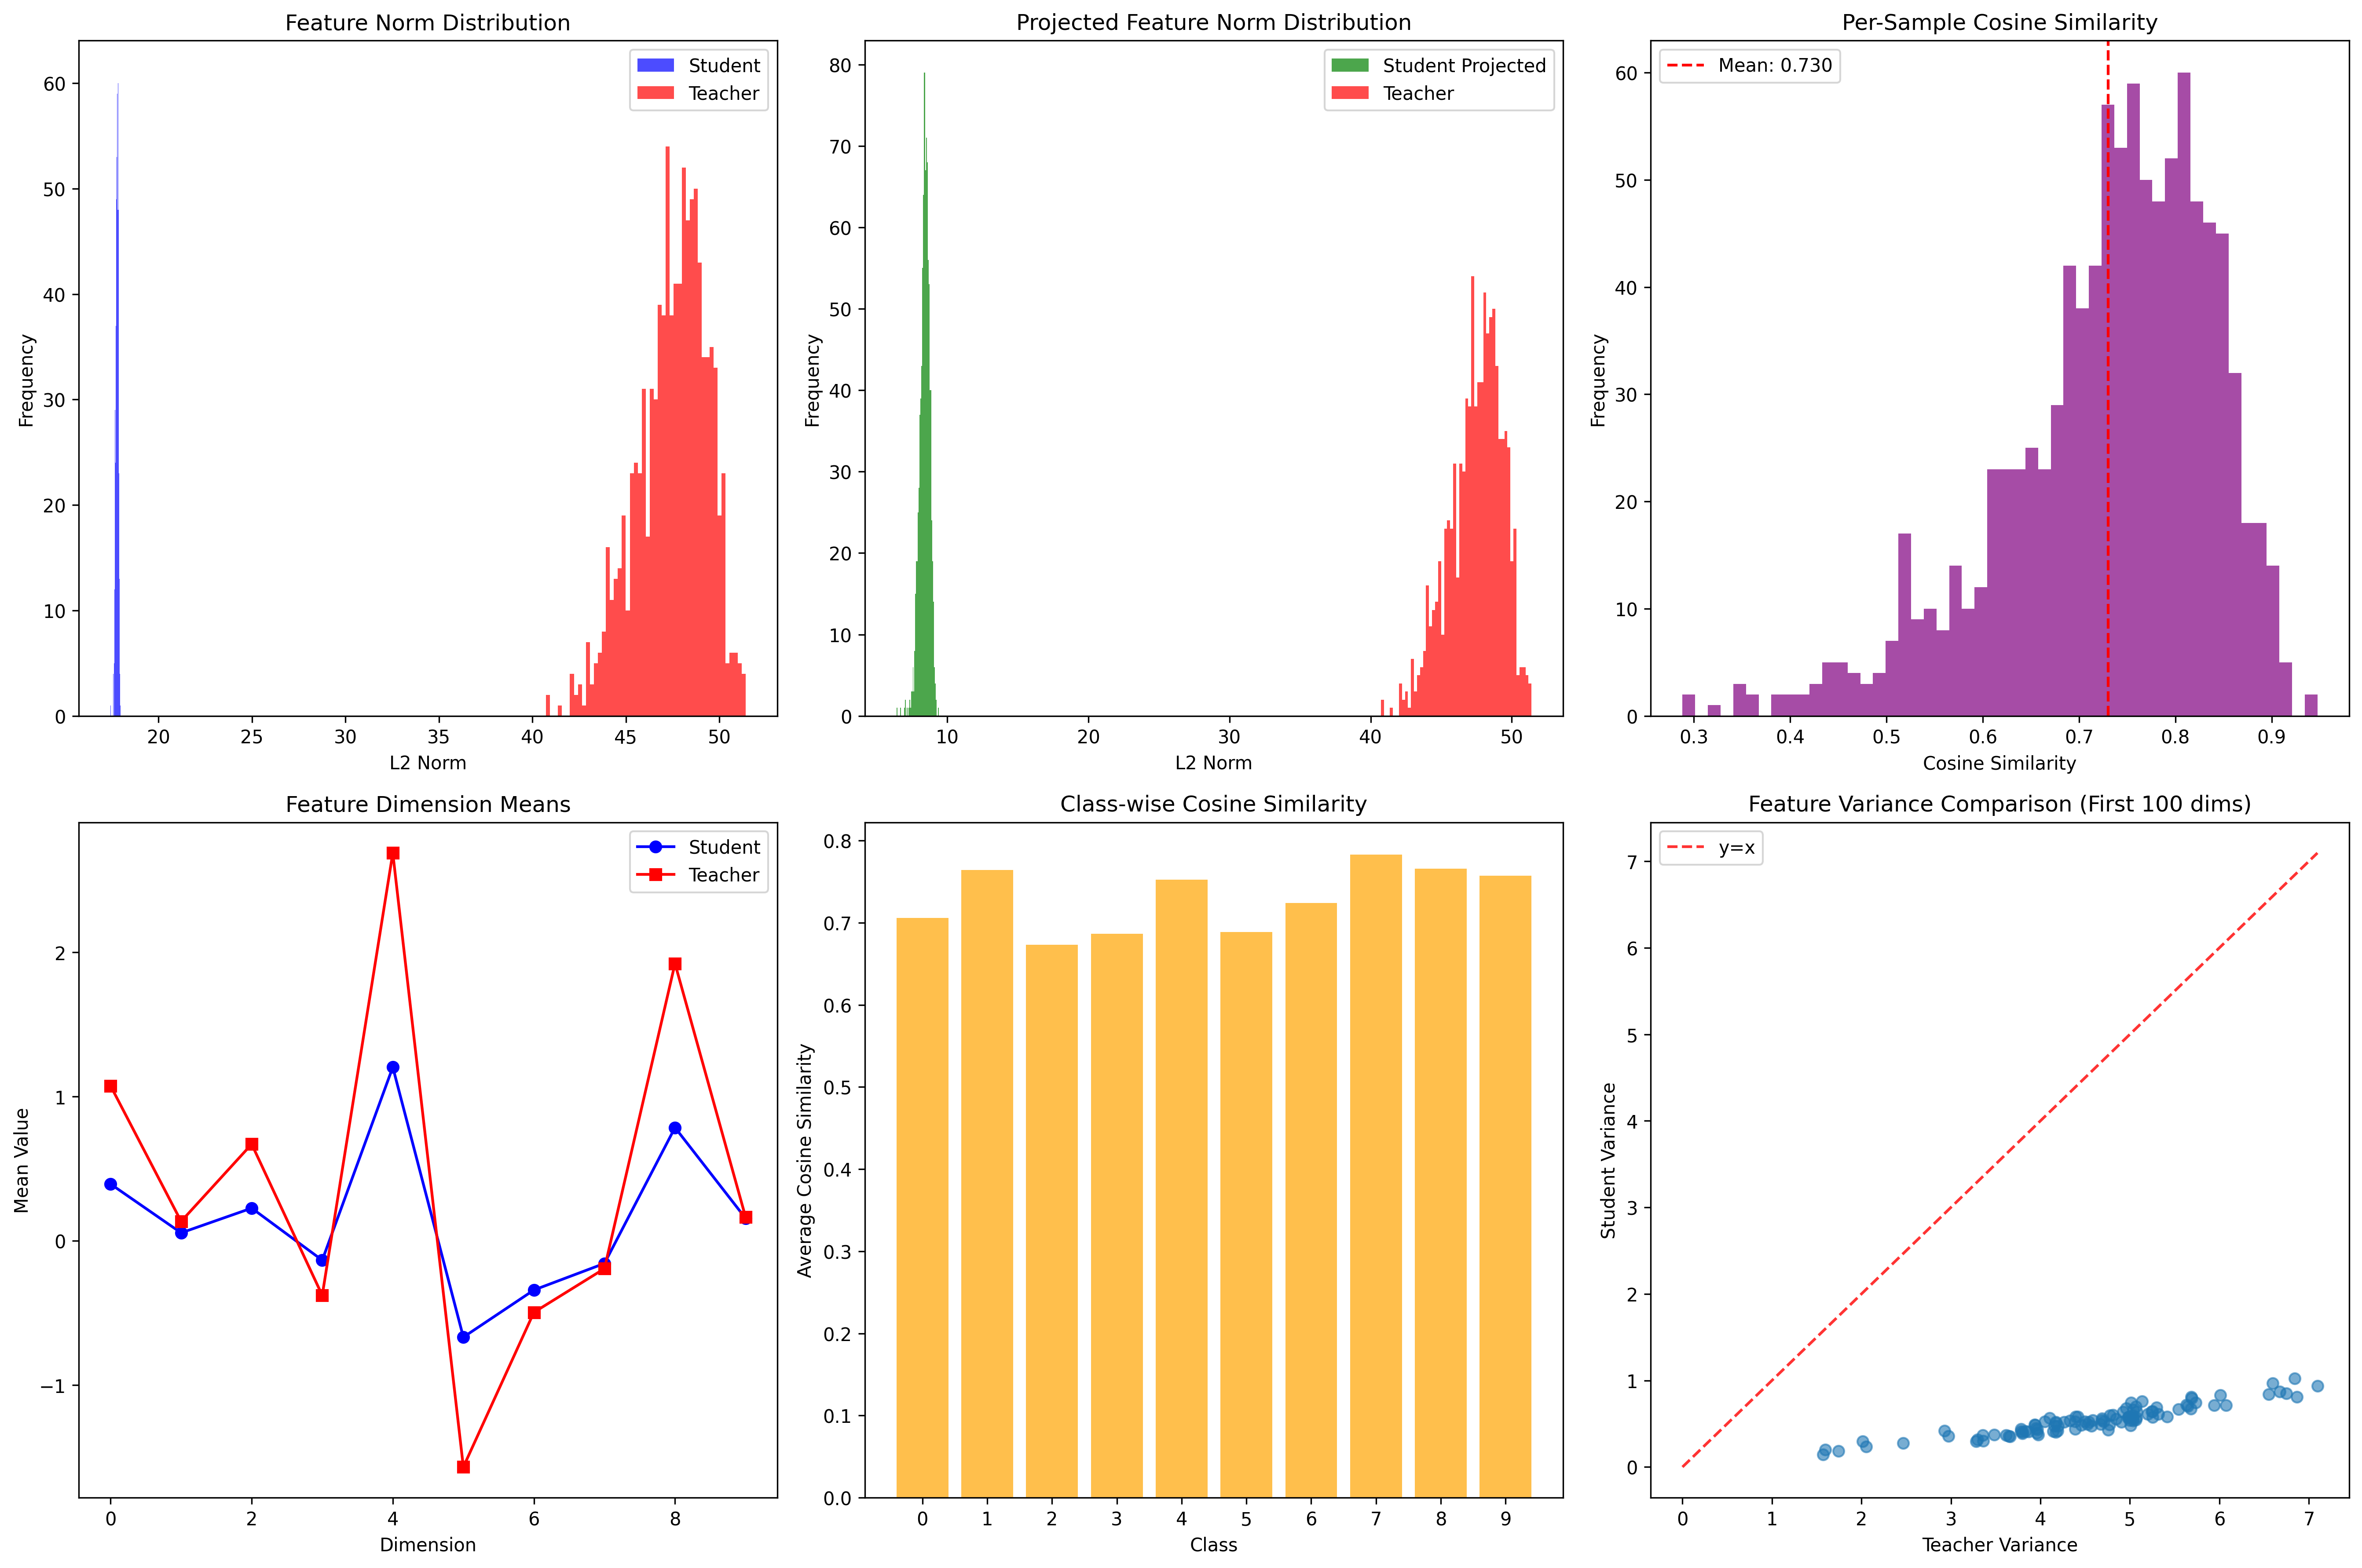 Feature Norm Distribution
Student
Teacher
Frequency
60
50
40
30
20
10
0
20 25 30 35 40 45 50
L2 Norm
Projected Feature Norm Distribution
Student Projected
Teacher
Frequency
80
70
60
50
40
30
20
10
0
10 20 30 40 50
L2 Norm
Per-Sample Cosine Similarity
Mean: 0.730
Frequency
60
50
40
30
20
10
0
0.3 0.4 0.5 0.6 0.7 0.8 0.9
Cosine Similarity
Feature Dimension Means
Student
Teacher
Mean Value
2
1
0
−1
0 2 4 6 8
Dimension
Class-wise Cosine Similarity
Average Cosine Similarity
0.8
0.7
0.6
0.5
0.4
0.3
0.2
0.1
0.0
0 1 2 3 4 5 6 7 8 9
Class
Feature Variance Comparison (First 100 dims)
y=x
Student Variance
7
6
5
4
3
2
1
0
0 1 2 3 4 5 6 7
Teacher Variance